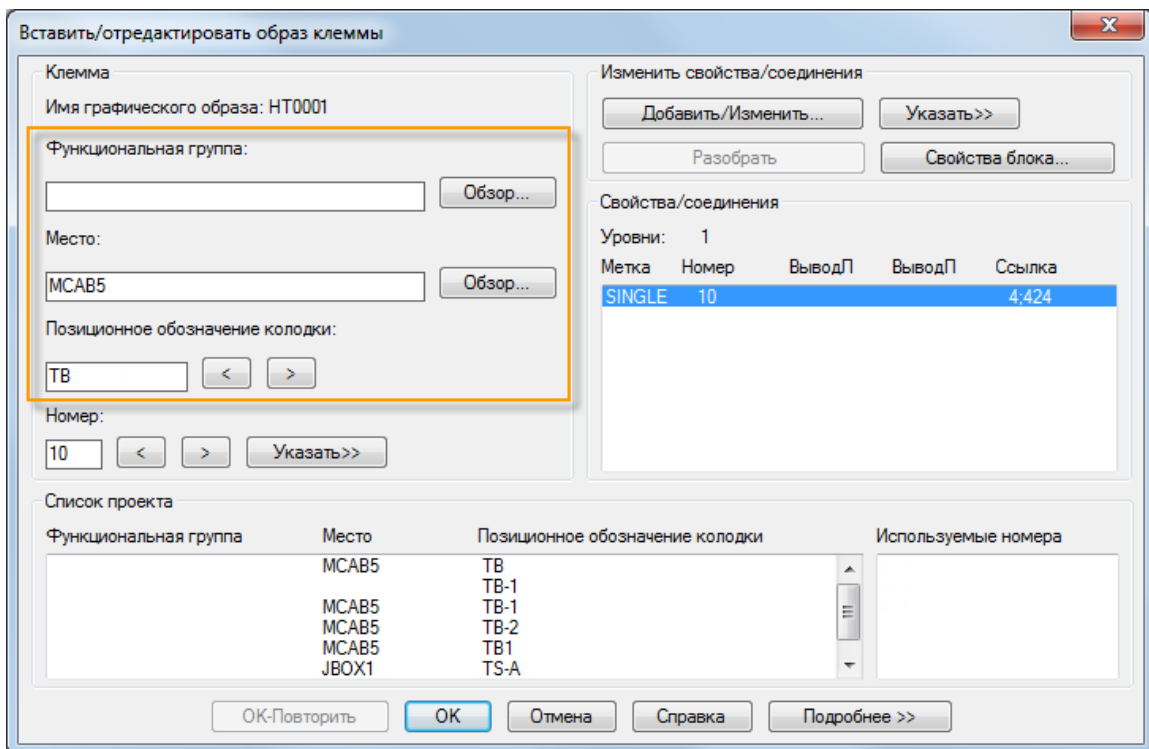 Вставить/отредактировать образ клеммы
Клемма
Имя графического образа: HT0001
Функциональная группа:
Обзор...
Место:
MCAB5
Обзор...
Позиционное обозначение колодки:
TB
<
>
Номер:
10
<
>
Указать>>
Изменить свойства/соединения
Добавить/Изменить...
Указать>>
Разобрать
Свойства блока...
Свойства/соединения
Уровни: 1
Метка Номер ВыводП ВыводП Ссылка
SINGLE 10 4;424
Список проекта
Функциональная группа Место Позиционное обозначение колодки Используемые номера
MCAB5 TB
TB-1
MCAB5 TB-1
MCAB5 TB-2
MCAB5 TB1
JBOX1 TS-A
ОК-Повторить ОК Отмена Справка Подробнее >>